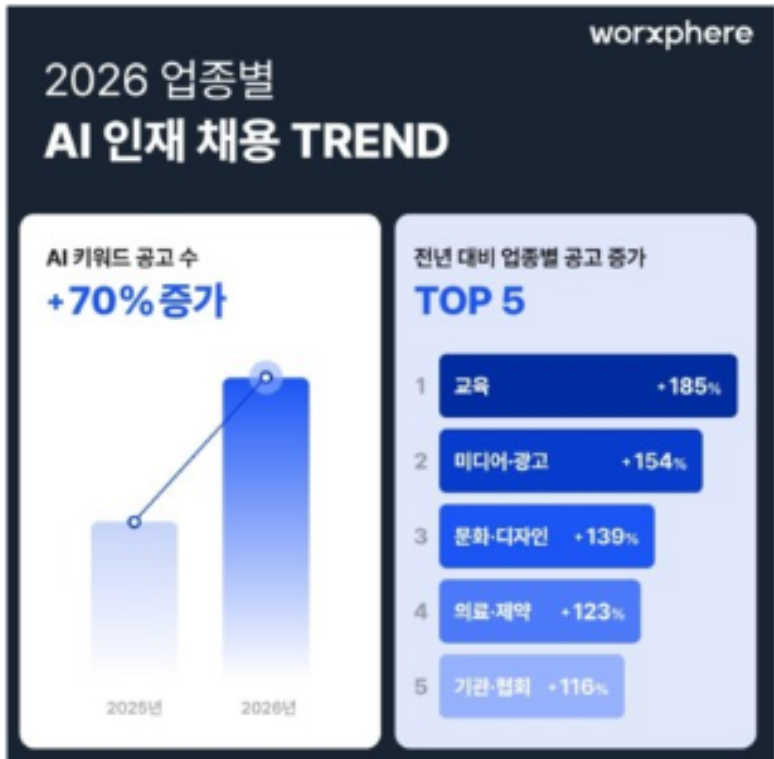 worxphere
2026 업종별
AI 인재 채용 TREND
AI 키워드 공고 수
+70% 증가
2025년
2026년
전년 대비 업종별 공고 증가
TOP 5
1 교육 +185%
2 미디어·광고 +154%
3 문화·디자인 +139%
4 의료·제약 +123%
5 기관·협회 +116%